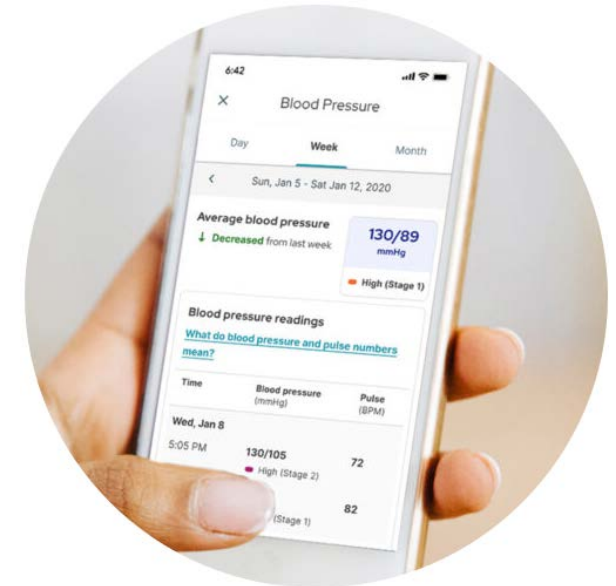 6:42
Blood Pressure
Day Week Month
Sun, Jan 5 - Sat Jan 12, 2020
Average blood pressure
↓ Decreased from last week
130/89
mmHg
High (Stage 1)
Blood pressure readings
What do blood pressure and pulse numbers
mean?
Time Blood pressure Pulse
(mmHg) (BPM)
Wed, Jan 8
5:05 PM 130/105 72
High (Stage 2)
82
(Stage 1)